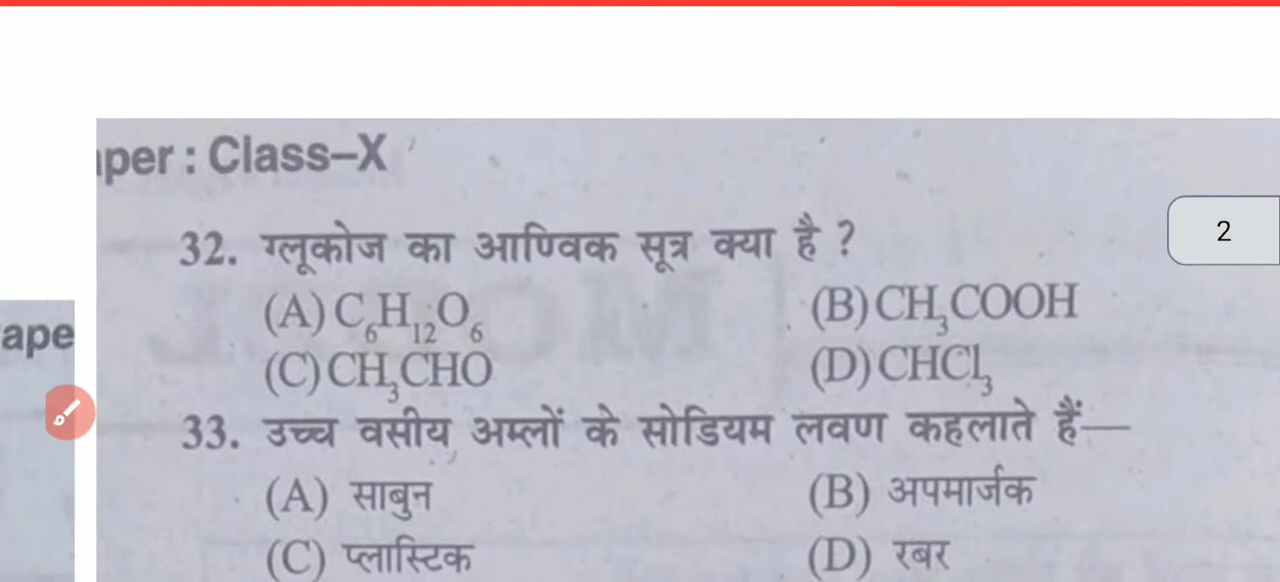 aper : Class–X
2
32. ग्लूकोज का आण्विक सूत्र क्या है ?
(A) C₆H₁₂O₆ (B) CH₃COOH
ape
(C) CH₃CHO (D) CHCl₃
33. उच्च वसीय अम्लों के सोडियम लवण कहलाते हैं—
(A) साबुन (B) अपमार्जक
(C) प्लास्टिक (D) रबर